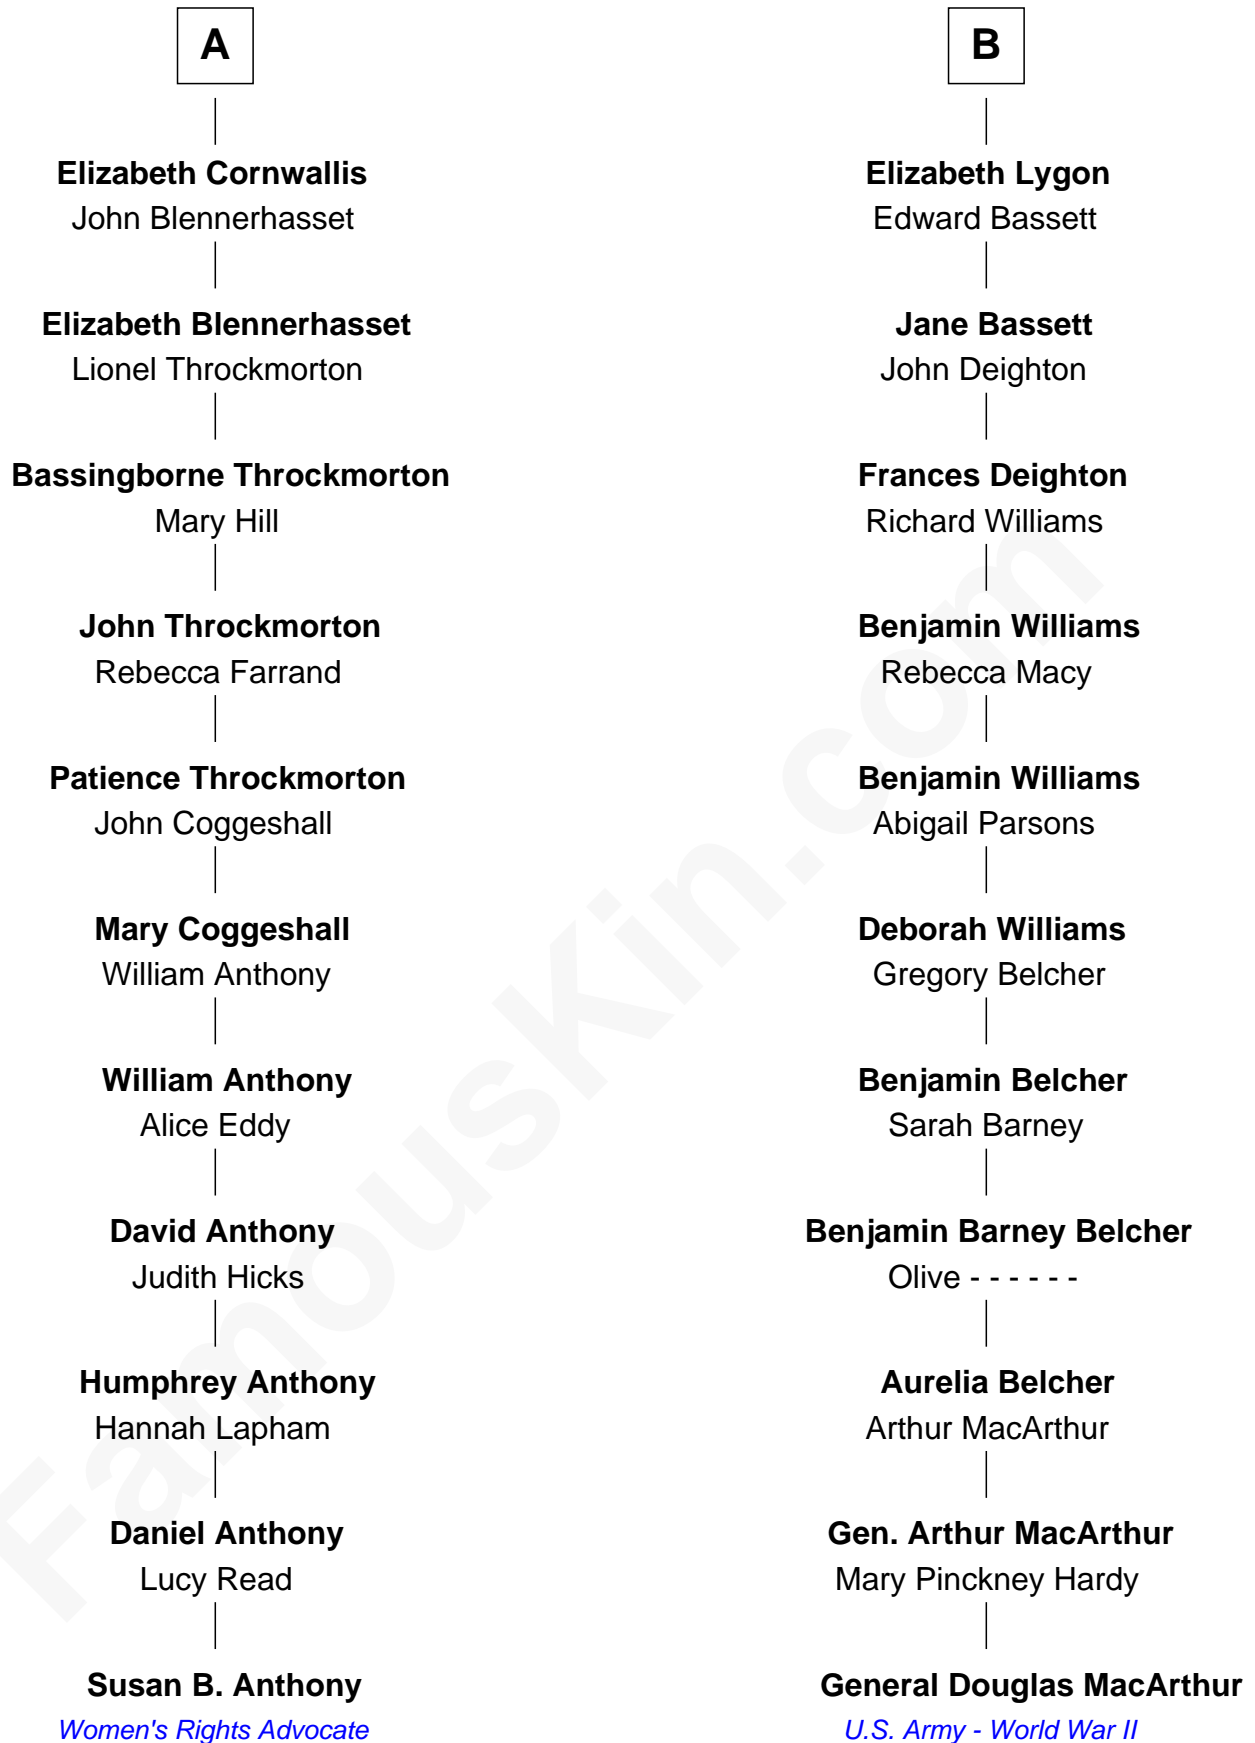 A
Elizabeth Cornwallis
John Blennerhasset
Elizabeth Blennerhasset
Lionel Throckmorton
Bassingborne Throckmorton
Mary Hill
John Throckmorton
Rebecca Farrand
Patience Throckmorton
John Coggeshall
Mary Coggeshall
William Anthony
William Anthony
Alice Eddy
David Anthony
Judith Hicks
Humphrey Anthony
Hannah Lapham
Daniel Anthony
Lucy Read
Susan B. Anthony
Women's Rights Advocate
B
Elizabeth Lygon
Edward Bassett
Jane Bassett
John Deighton
Frances Deighton
Richard Williams
Benjamin Williams
Rebecca Macy
Benjamin Williams
Abigail Parsons
Deborah Williams
Gregory Belcher
Benjamin Belcher
Sarah Barney
Benjamin Barney Belcher
Olive - - - - - -
Aurelia Belcher
Arthur MacArthur
Gen. Arthur MacArthur
Mary Pinckney Hardy
General Douglas MacArthur
U.S. Army - World War II
FamousKin.com